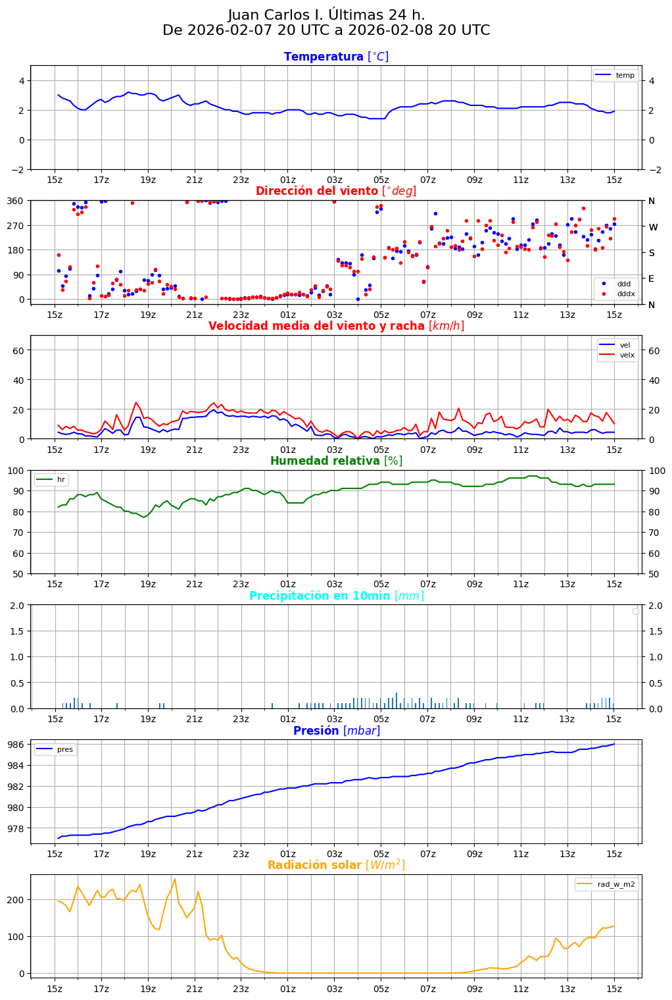 Juan Carlos I. Últimas 24 h.
De 2026-02-07 20 UTC a 2026-02-08 20 UTC
Temperatura [°C]
4 temp 4
2 2
0 0
−2 −2
15z 17z 19z 21z 23z 01z 03z 05z 07z 09z 11z 13z 15z
Dirección del viento [°deg]
360 N
270 W
180 S
90 ddd E
0 dddx N
15z 17z 19z 21z 23z 01z 03z 05z 07z 09z 11z 13z 15z
Velocidad media del viento y racha [km/h]
60 vel 60
velx
40 40
20 20
0 0
15z 17z 19z 21z 23z 01z 03z 05z 07z 09z 11z 13z 15z
Humedad relativa [%]
100 hr 100
90 90
80 80
70 70
60 60
50 50
15z 17z 19z 21z 23z 01z 03z 05z 07z 09z 11z 13z 15z
Precipitación en 10min [mm]
2.0 2.0
1.5 1.5
1.0 1.0
0.5 0.5
0.0 0.0
15z 17z 19z 21z 23z 01z 03z 05z 07z 09z 11z 13z 15z
Presión [mbar]
986 pres
984
982
980
978
15z 17z 19z 21z 23z 01z 03z 05z 07z 09z 11z 13z 15z
Radiación solar [W/m²]
rad_w_m2
200
100
0
15z 17z 19z 21z 23z 01z 03z 05z 07z 09z 11z 13z 15z